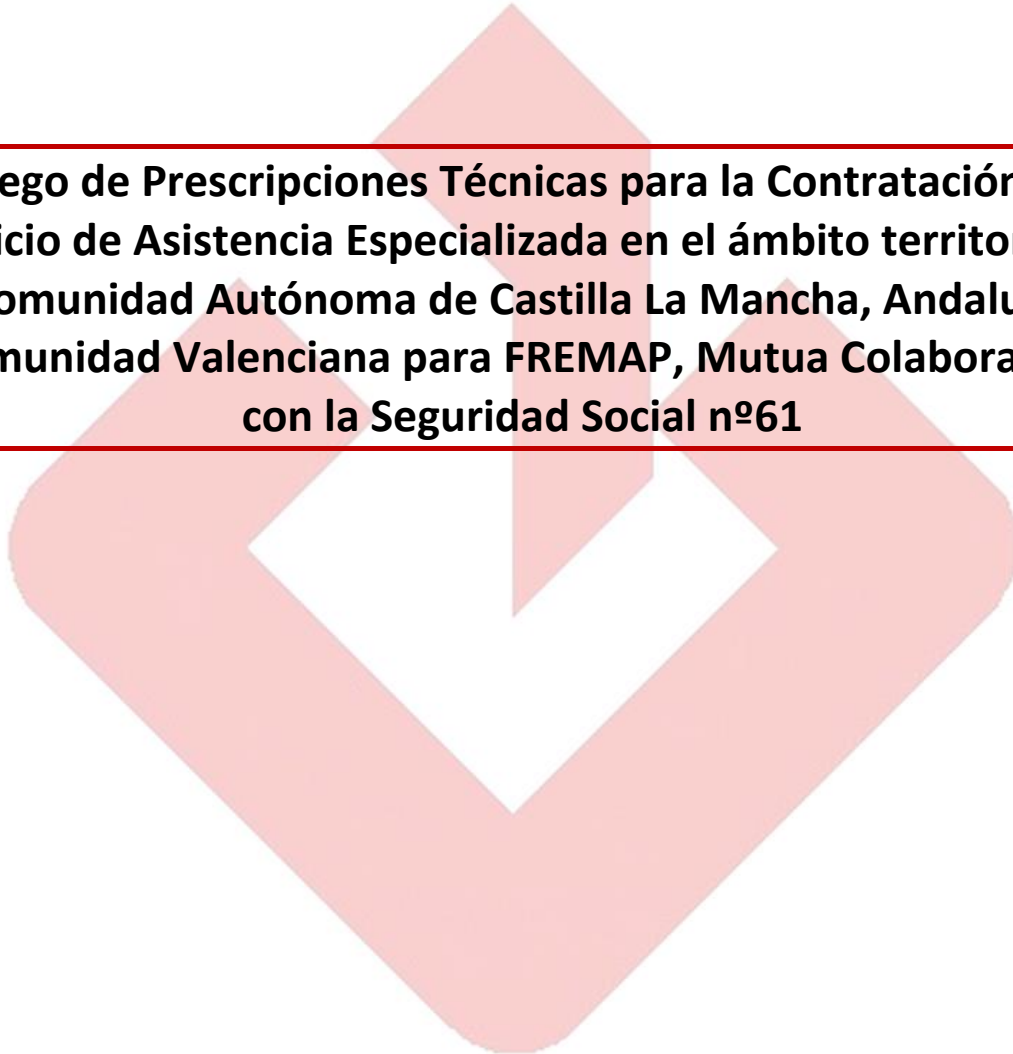 ego de Prescripciones Técnicas para la Contratación
icio de Asistencia Especializada en el ámbito territo
omunidad Autónoma de Castilla La Mancha, Andalu
munidad Valenciana para FREMAP, Mutua Colabora
con la Seguridad Social nº61